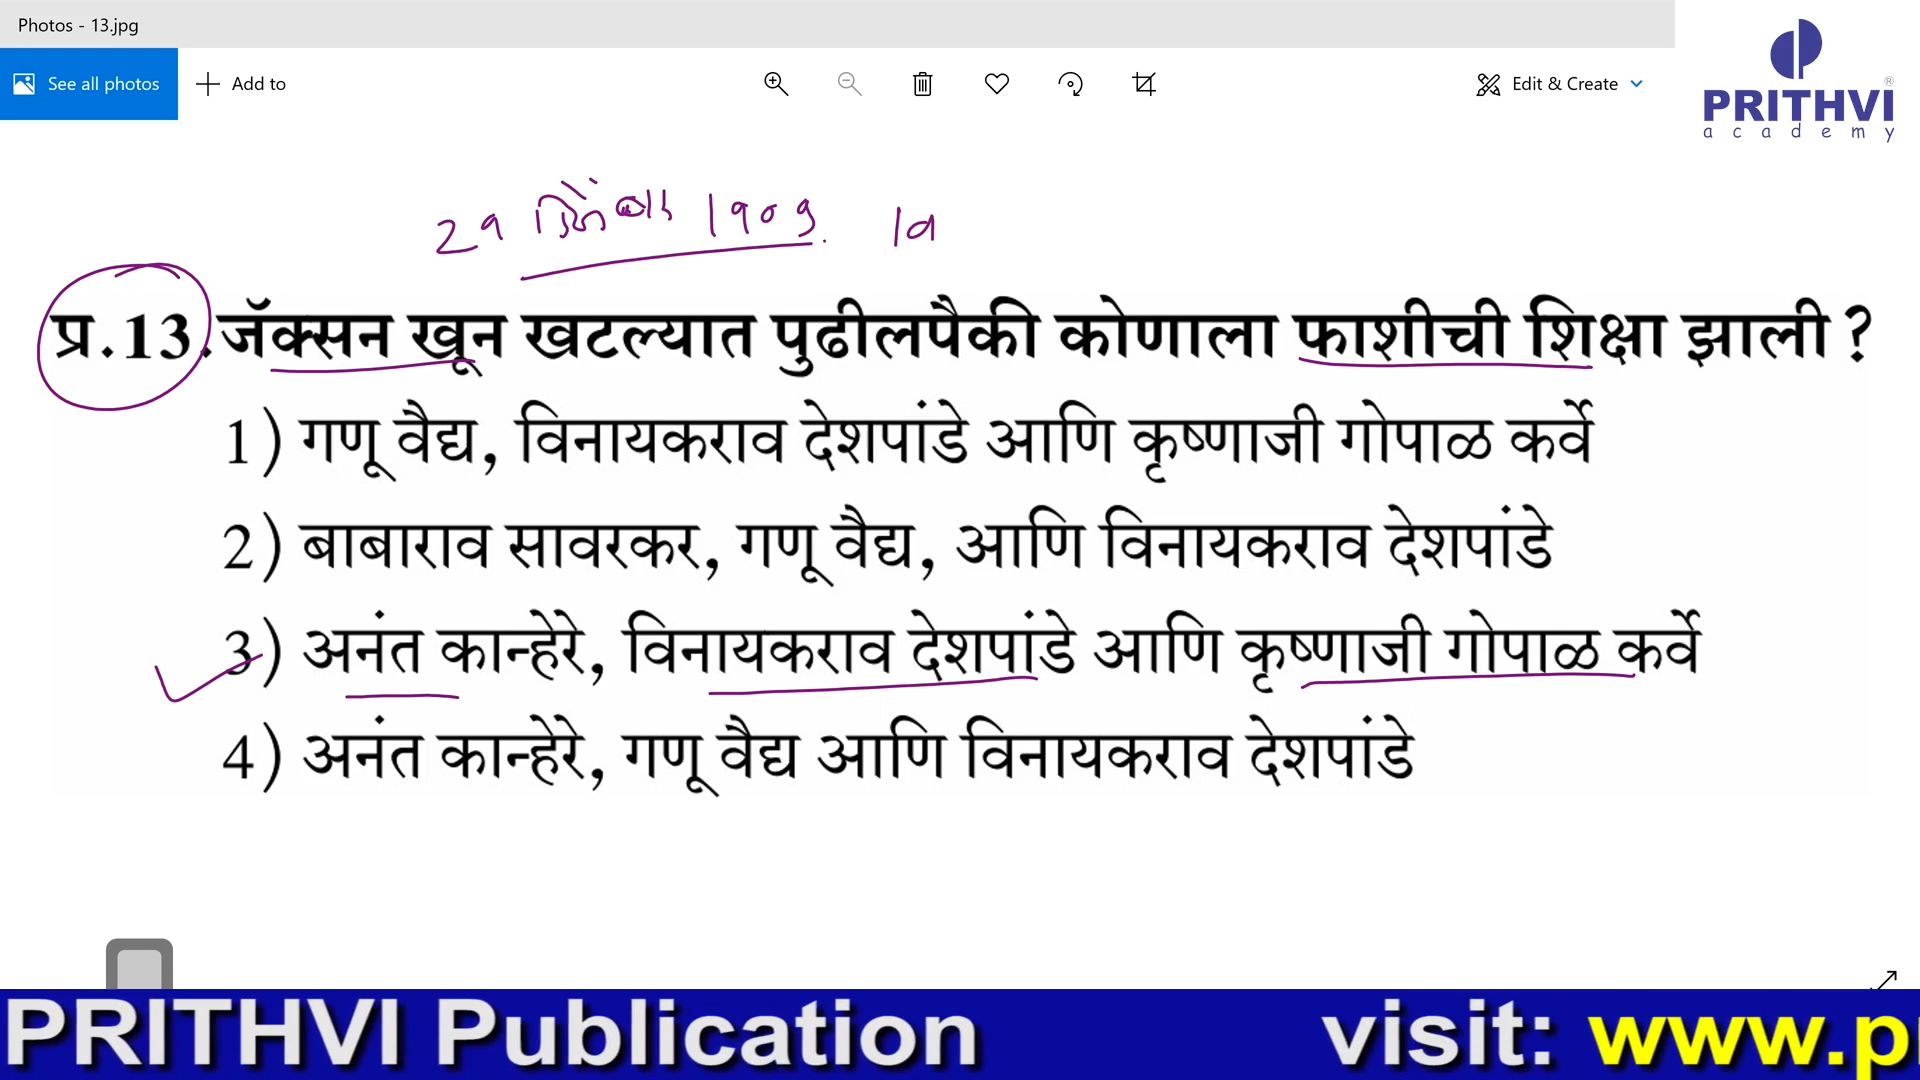 Photos - 13.jpg
See all photos
Add to
Edit & Create
PRITHVI
academy
1909
प्र.13. जॅक्सन खून खटल्यात पुढीलपैकी कोणाला फाशीची शिक्षा झाली ?
1) गणू वैद्य, विनायकराव देशपांडे आणि कृष्णाजी गोपाळ कर्वे
2) बाबाराव सावरकर, गणू वैद्य, आणि विनायकराव देशपांडे
3) अनंत कान्हेरे, विनायकराव देशपांडे आणि कृष्णाजी गोपाळ कर्वे
4) अनंत कान्हेरे, गणू वैद्य आणि विनायकराव देशपांडे
PRITHVI Publication visit: www.p